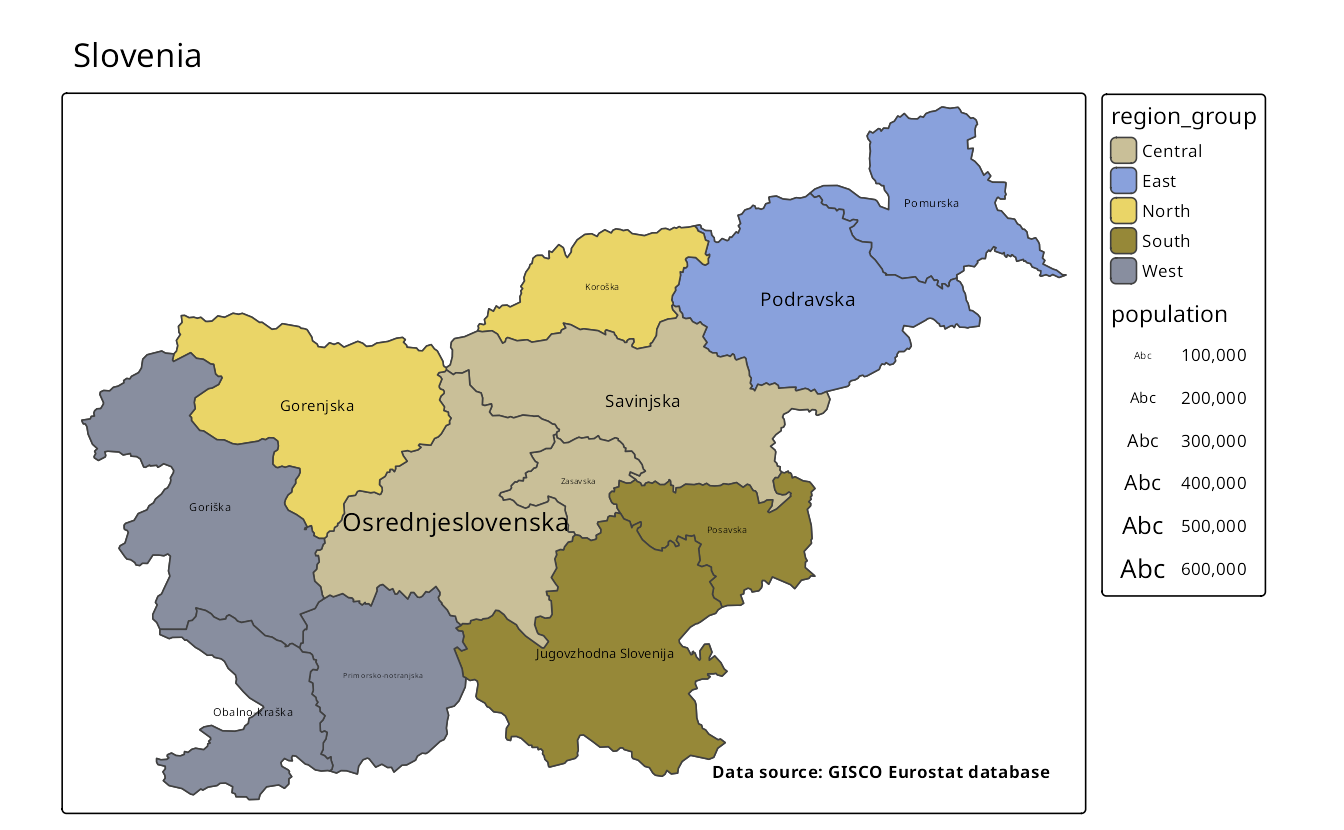 Slovenia
Pomurska
Koroška
Podravska
Gorenjska
Savinjska
Zasavska
Goriška
Osrednjeslovenska
Posavska
Jugovzhodna Slovenija
Primorsko-notranjska
Obalno-kraška
Data source: GISCO Eurostat database
region_group
Central
East
North
South
West
population
Abc 100,000
Abc 200,000
Abc 300,000
Abc 400,000
Abc 500,000
Abc 600,000